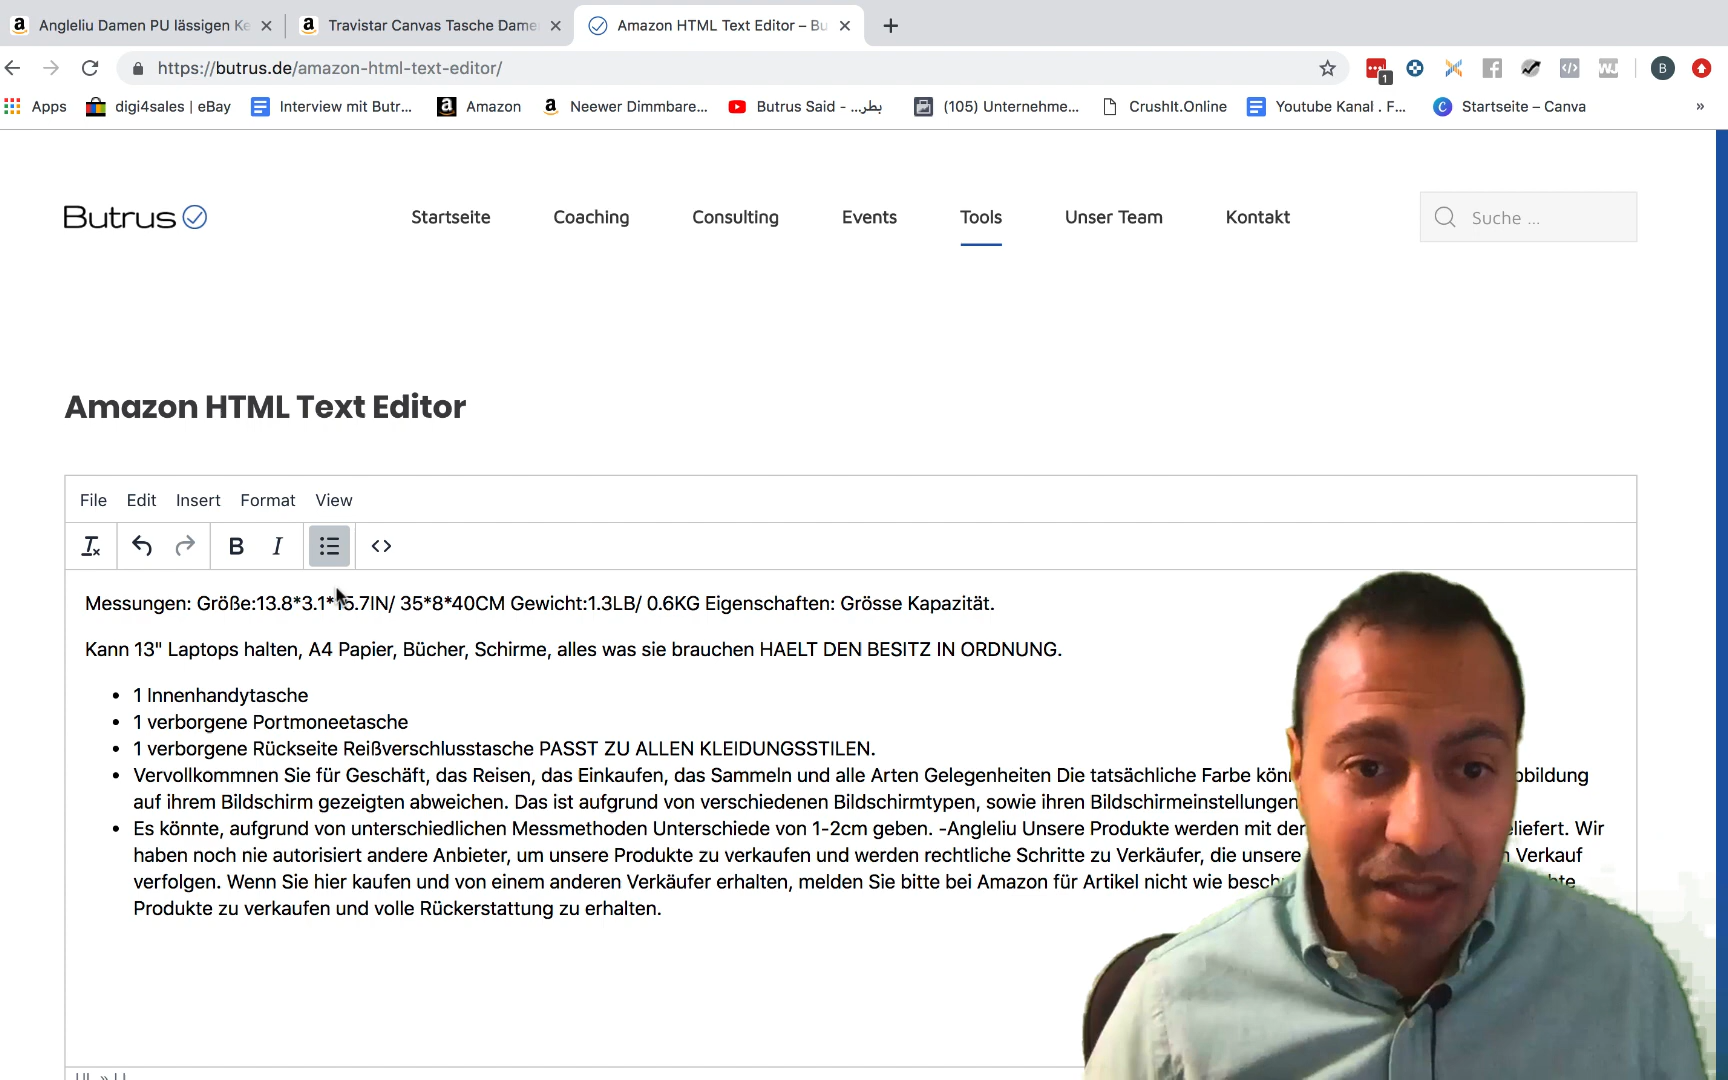 Angleliu Damen PU lässigen Ke
Travistar Canvas Tasche Dame
Amazon HTML Text Editor – Bu
https://butrus.de/amazon-html-text-editor/
1
B
Apps
digi4sales | eBay
Interview mit Butr...
Amazon
Neewer Dimmbare...
Butrus Said - ...بطر
(105) Unternehme...
CrushIt.Online
Youtube Kanal . F...
Startseite – Canva
»
Butrus
Startseite
Coaching
Consulting
Events
Tools
Unser Team
Kontakt
Suche ...
Amazon HTML Text Editor
File Edit Insert Format View
B I <>
Messungen: Größe:13.8*3.1*15.7IN/ 35*8*40CM Gewicht:1.3LB/ 0.6KG Eigenschaften: Grösse Kapazität.
Kann 13" Laptops halten, A4 Papier, Bücher, Schirme, alles was sie brauchen HAELT DEN BESITZ IN ORDNUNG.
• 1 Innenhandytasche
• 1 verborgene Portmoneetasche
• 1 verborgene Rückseite Reißverschlusstasche PASST ZU ALLEN KLEIDUNGSSTILEN.
• Vervollkommnen Sie für Geschäft, das Reisen, das Einkaufen, das Sammeln und alle Arten Gelegenheiten Die tatsächliche Farbe kön bbildung
auf ihrem Bildschirm gezeigten abweichen. Das ist aufgrund von verschiedenen Bildschirmtypen, sowie ihren Bildschirmeinstellungen
• Es könnte, aufgrund von unterschiedlichen Messmethoden Unterschiede von 1-2cm geben. -Angleliu Unsere Produkte werden mit der eliefert. Wir
haben noch nie autorisiert andere Anbieter, um unsere Produkte zu verkaufen und werden rechtliche Schritte zu Verkäufer, die unsere Verkauf
verfolgen. Wenn Sie hier kaufen und von einem anderen Verkäufer erhalten, melden Sie bitte bei Amazon für Artikel nicht wie besch
Produkte zu verkaufen und volle Rückerstattung zu erhalten.